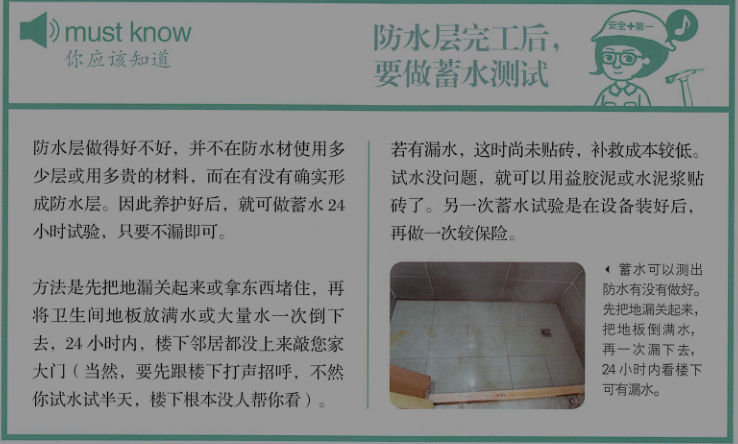 must know
你应该知道
防水层完工后，
要做蓄水测试
安全+第一
防水层做得好不好，并不在防水材使用多
少层或用多贵的材料，而在有没有确实形
成防水层。因此养护好后，就可做蓄水 24
小时试验，只要不漏即可。
方法是先把地漏关起来或拿东西堵住，再
将卫生间地板放满水或大量水一次倒下
去，24 小时内，楼下邻居都没上来敲您家
大门（当然，要先跟楼下打声招呼，不然
你试水试半天，楼下根本没人帮你看）。
若有漏水，这时尚未贴砖，补救成本较低。
试水没问题，就可以用益胶泥或水泥浆贴
砖了。另一次蓄水试验是在设备装好后，
再做一次较保险。
蓄水可以测出
防水有没有做好。
先把地漏关起来，
把地板倒满水，
再一次漏下去，
24 小时内看楼下
可有漏水。